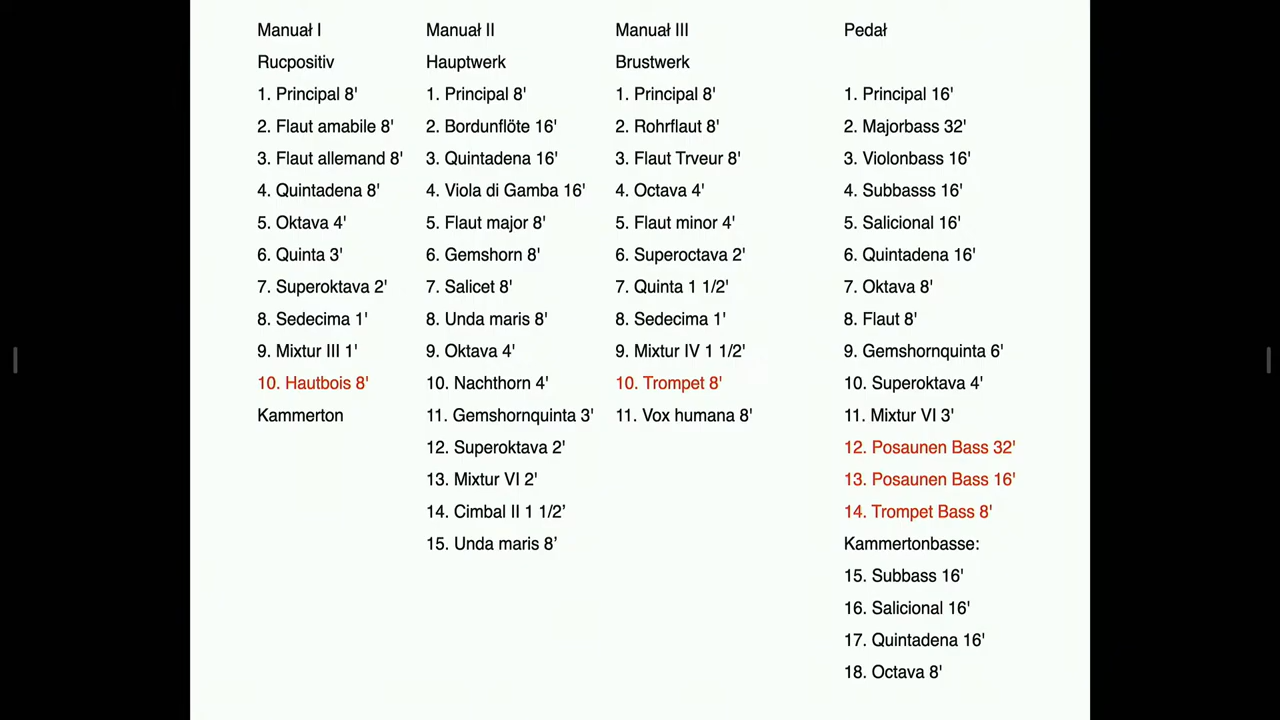 Manuał I
Rucpositiv
1. Principal 8'
2. Flaut amabile 8'
3. Flaut allemand 8'
4. Quintadena 8'
5. Oktava 4'
6. Quinta 3'
7. Superoktava 2'
8. Sedecima 1'
9. Mixtur III 1'
10. Hautbois 8'
Kammerton
Manuał II
Hauptwerk
1. Principal 8'
2. Bordunflöte 16'
3. Quintadena 16'
4. Viola di Gamba 16'
5. Flaut major 8'
6. Gemshorn 8'
7. Salicet 8'
8. Unda maris 8'
9. Oktava 4'
10. Nachthorn 4'
11. Gemshornquinta 3'
12. Superoktava 2'
13. Mixtur VI 2'
14. Cimbal II 1 1/2’
15. Unda maris 8’
Manuał III
Brustwerk
1. Principal 8'
2. Rohrflaut 8'
3. Flaut Trveur 8'
4. Octava 4'
5. Flaut minor 4'
6. Superoctava 2'
7. Quinta 1 1/2'
8. Sedecima 1'
9. Mixtur IV 1 1/2'
10. Trompet 8'
11. Vox humana 8'
Pedał
1. Principal 16'
2. Majorbass 32'
3. Violonbass 16'
4. Subbasss 16'
5. Salicional 16'
6. Quintadena 16'
7. Oktava 8'
8. Flaut 8'
9. Gemshornquinta 6'
10. Superoktava 4'
11. Mixtur VI 3'
12. Posaunen Bass 32'
13. Posaunen Bass 16'
14. Trompet Bass 8'
Kammertonbasse:
15. Subbass 16'
16. Salicional 16'
17. Quintadena 16'
18. Octava 8'